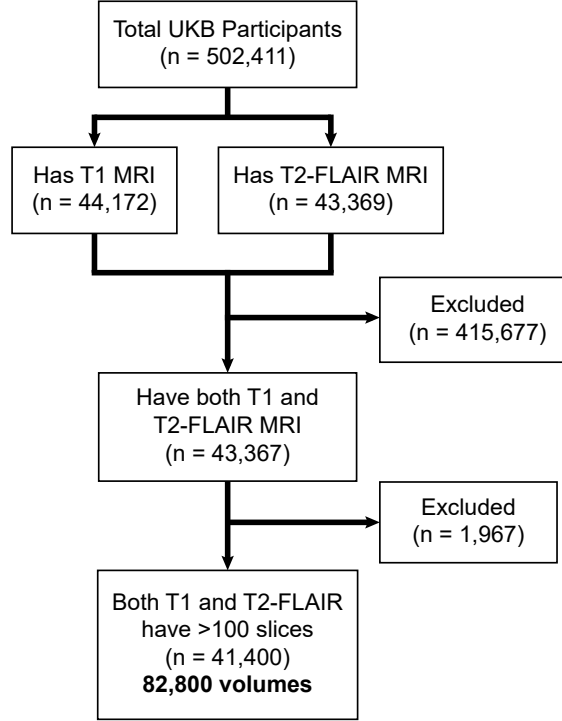 Total UKB Participants
(n = 502,411)
Has T1 MRI
(n = 44,172)
Has T2-FLAIR MRI
(n = 43,369)
Excluded
(n = 415,677)
Have both T1 and
T2-FLAIR MRI
(n = 43,367)
Excluded
(n = 1,967)
Both T1 and T2-FLAIR
have >100 slices
(n = 41,400)
82,800 volumes